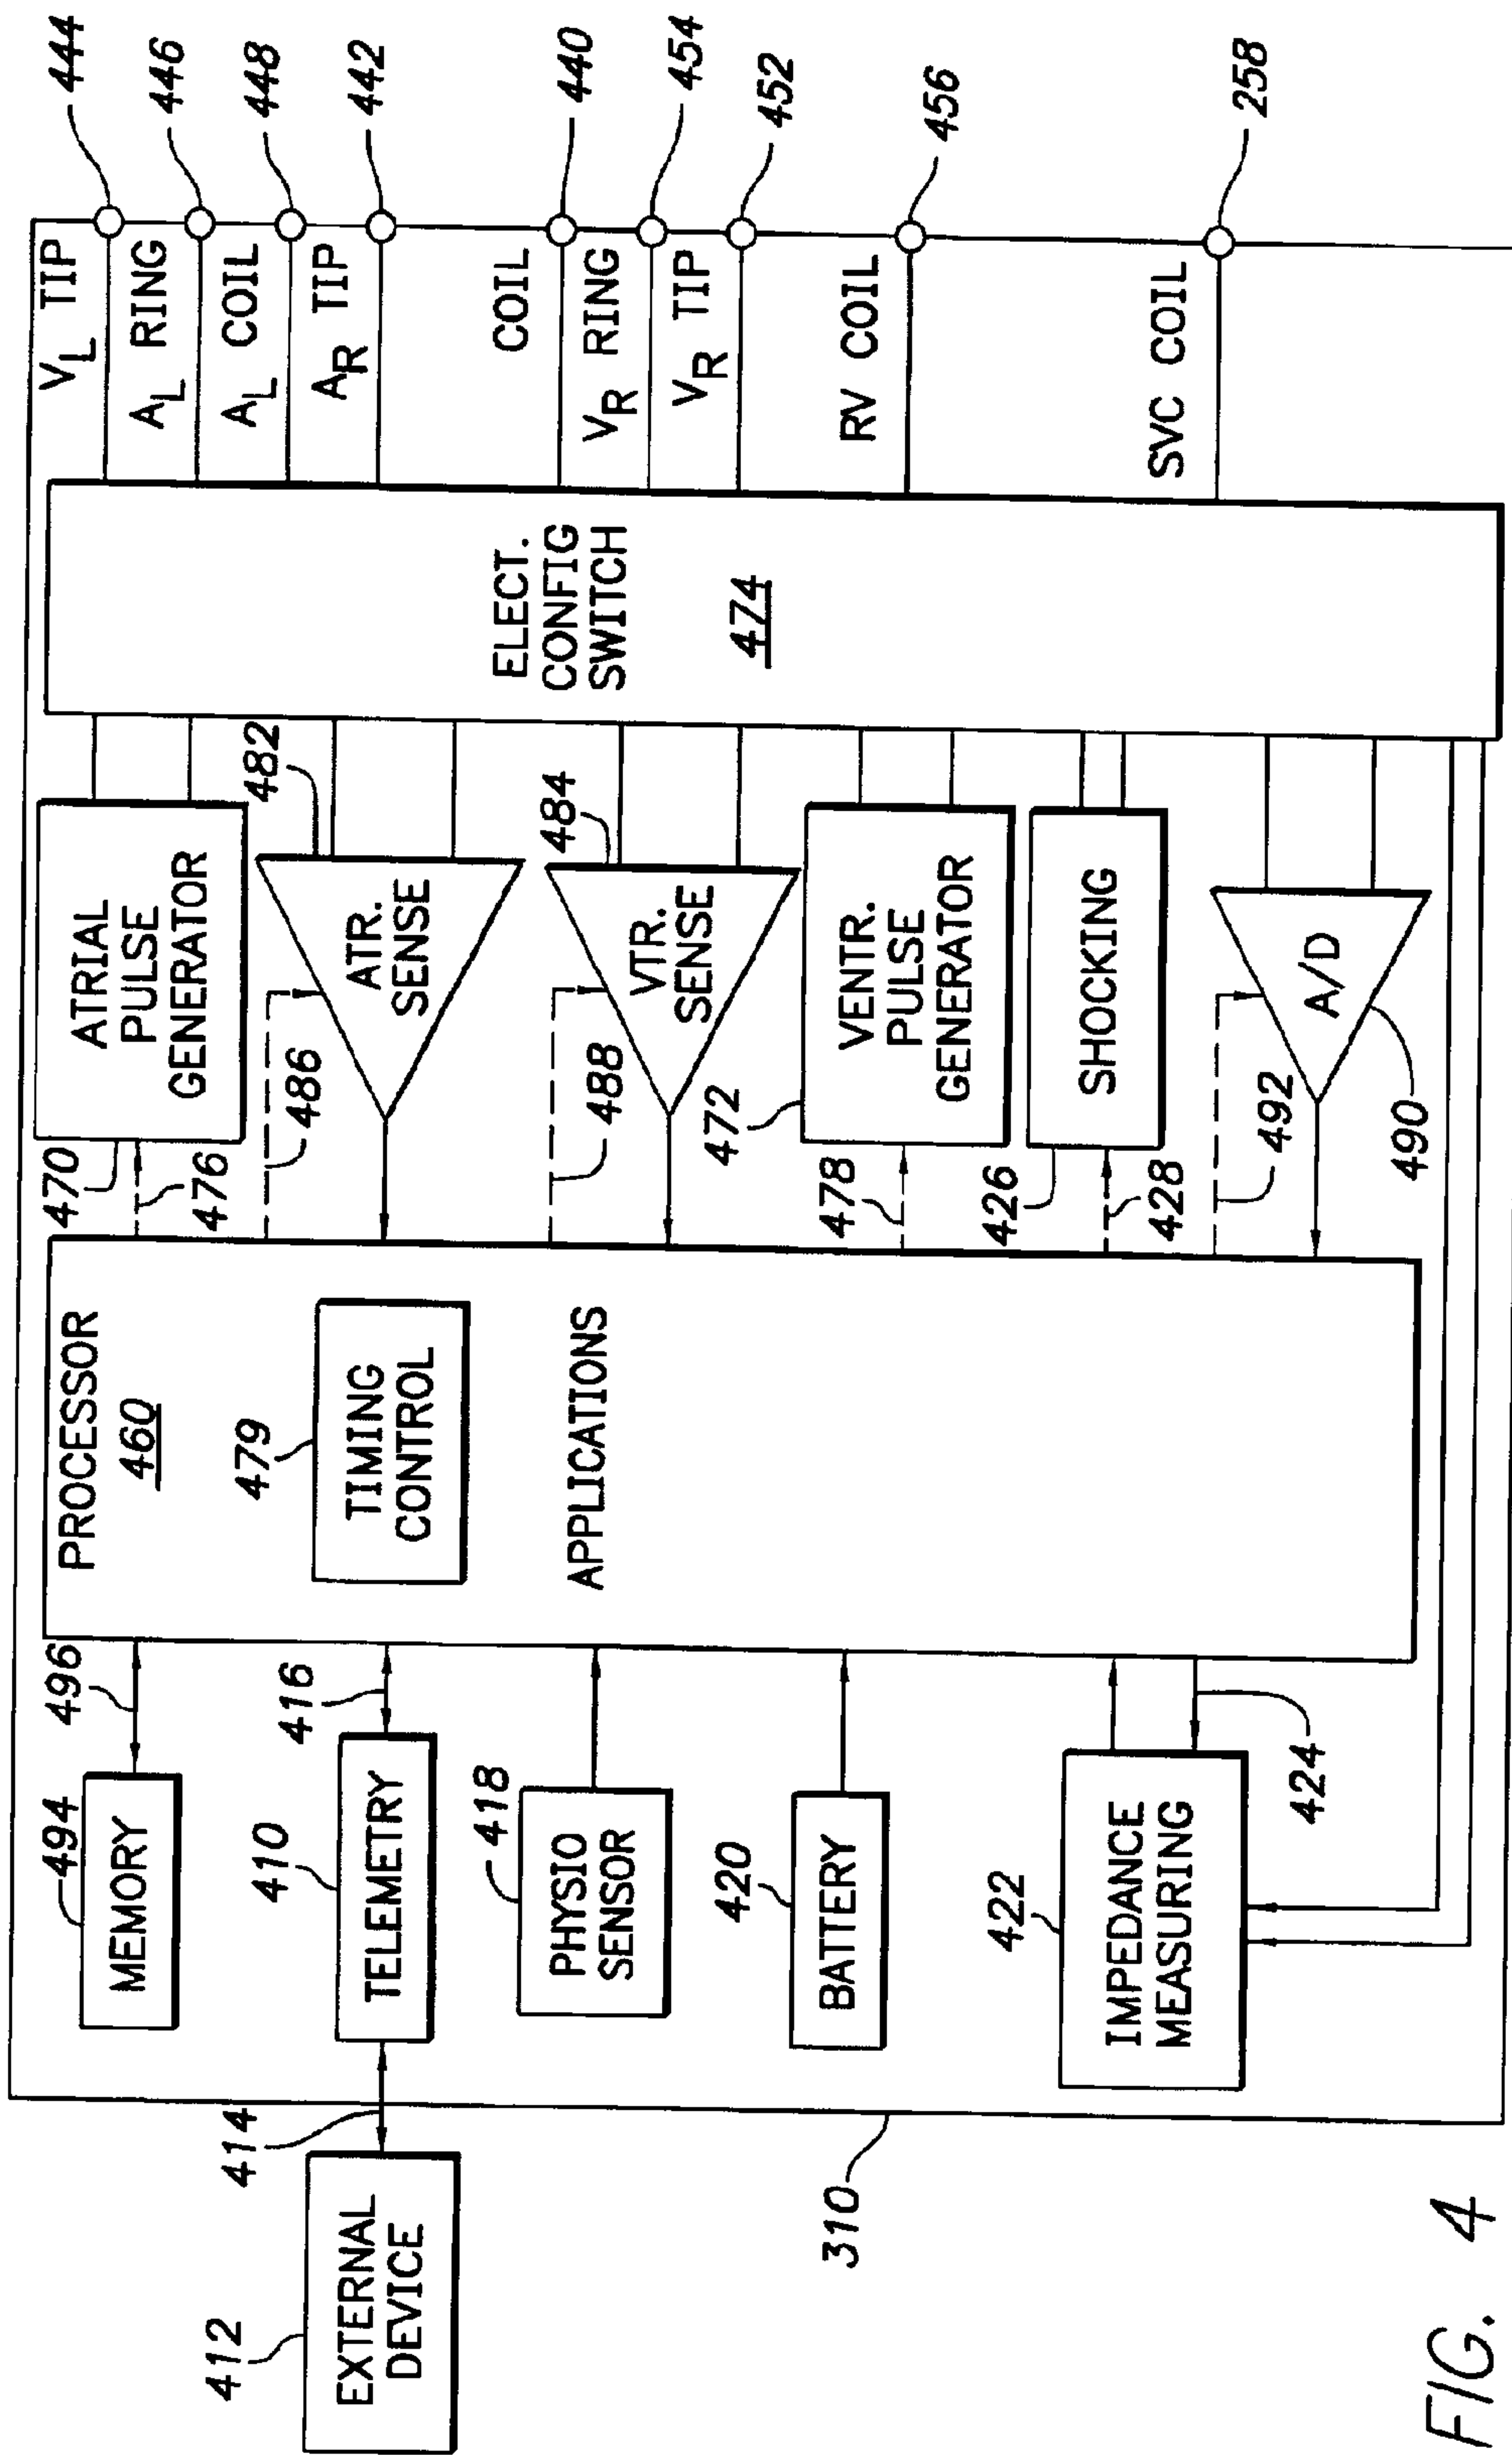 444
V_L TIP
446
A_L RING
448
A_L COIL
442
A_R TIP
440
COIL
454
V_R RING
452
V_R TIP
456
RV COIL
258
SVC COIL
ELECT.
CONFIG
SWITCH
474
ATRIAL
PULSE
GENERATOR
470
476
482
ATR.
SENSE
486
484
VTR.
SENSE
488
472
VENTR.
PULSE
GENERATOR
478
SHOCKING
426
428
A/D
492
490
PROCESSOR
460
479
TIMING
CONTROL
APPLICATIONS
496
494
MEMORY
416
410
TELEMETRY
418
PHYSIO
SENSOR
420
BATTERY
422
IMPEDANCE
MEASURING
424
414
412
EXTERNAL
DEVICE
310
FIG. 4